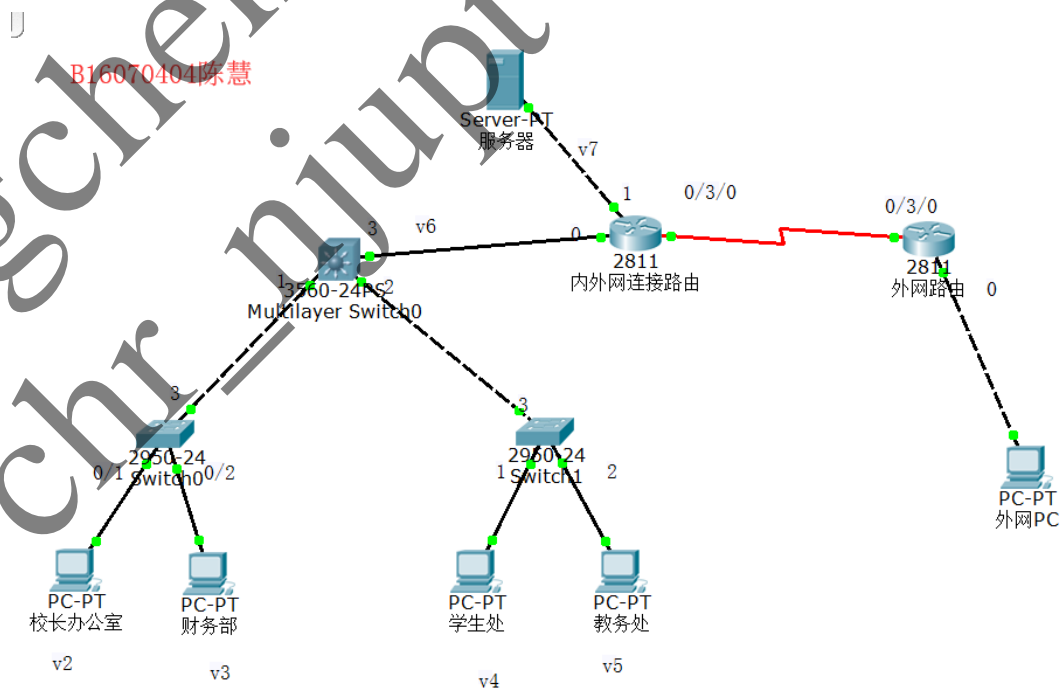 B16070404陈慧
Server-PT
服务器
v7
1
0/3/0
0/3/0
3
v6
0
2811
内外网连接路由
2811
外网路由
0
1
2
3560-24PS
Multilayer Switch0
3
2950-24
Switch0
0/1
0/2
3
2950-24
Switch1
1
2
PC-PT
外网PC
PC-PT
校长办公室
PC-PT
财务部
PC-PT
学生处
PC-PT
教务处
v2
v3
v4
v5
chr_njupt